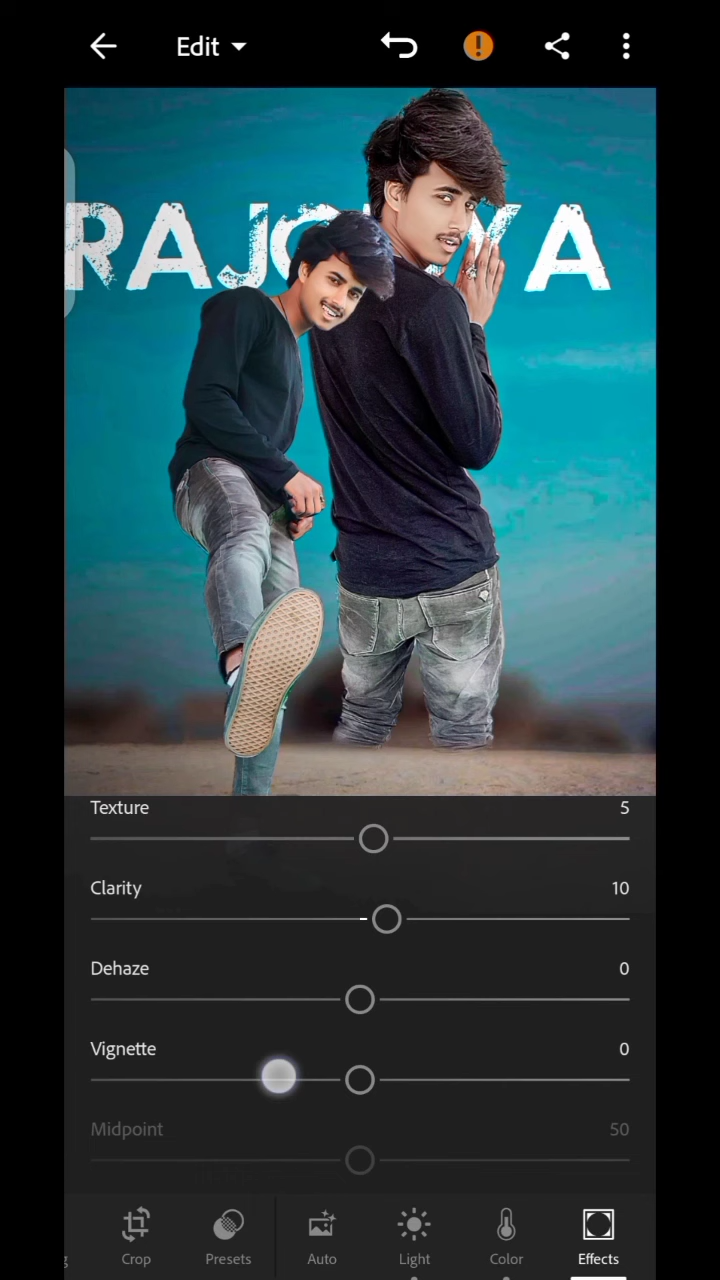 Edit
Texture 5
Clarity 10
Dehaze 0
Vignette 0
Midpoint 50
Crop Presets Auto Light Color Effects